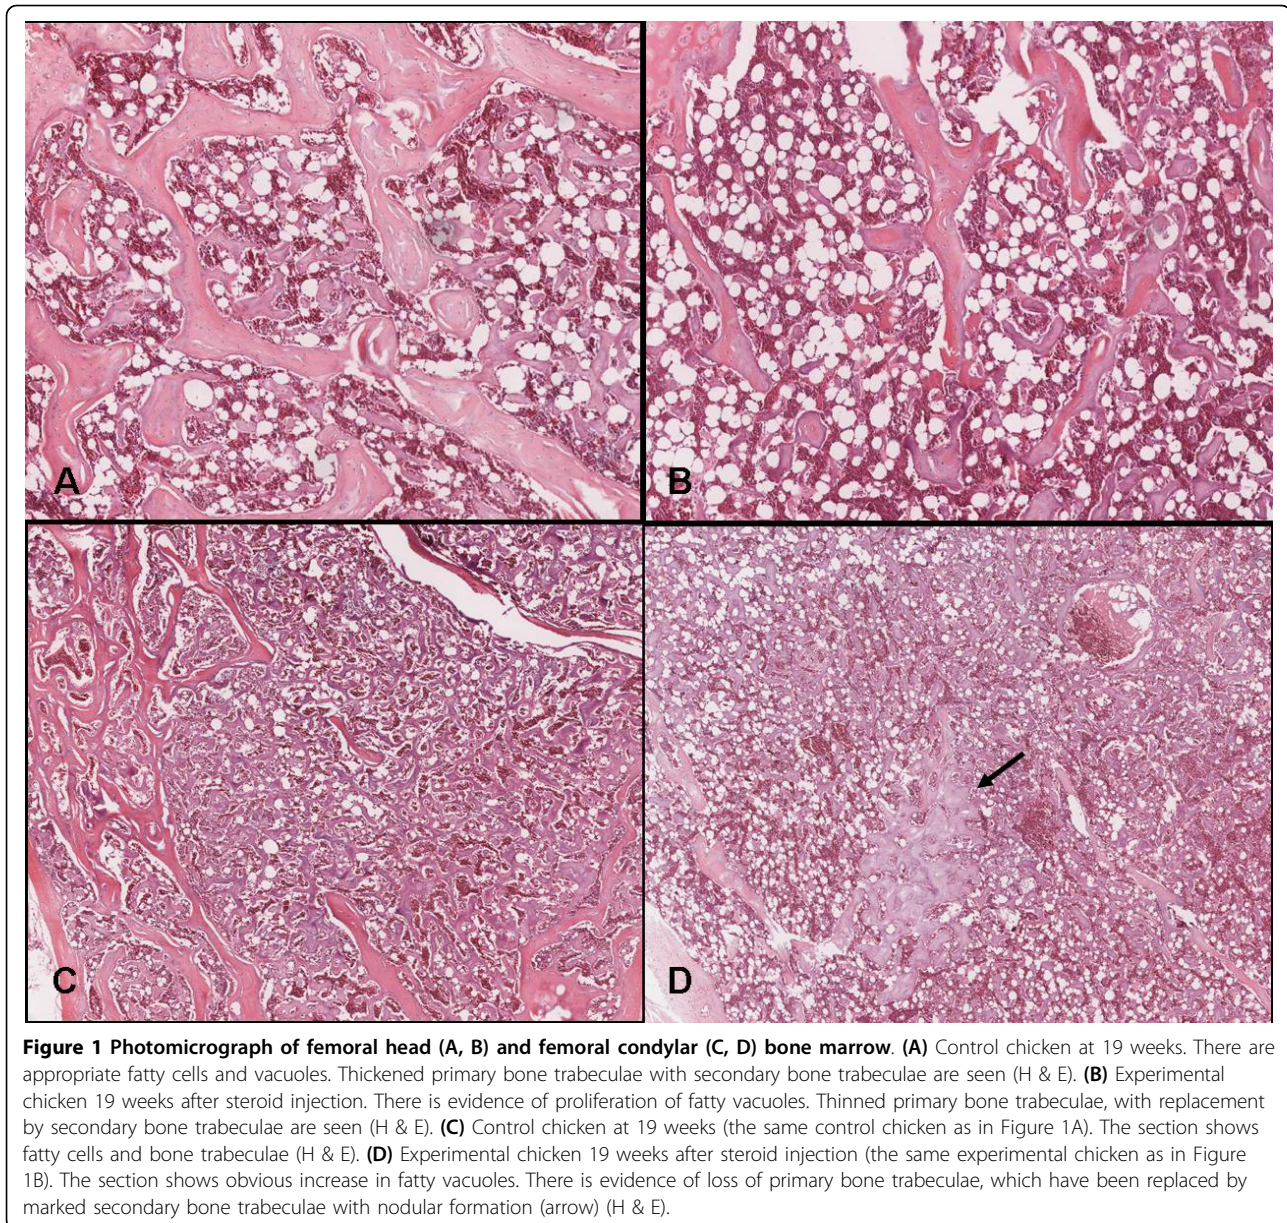 A
B
C
D
Figure 1 Photomicrograph of femoral head (A, B) and femoral condylar (C, D) bone marrow. (A) Control chicken at 19 weeks. There are
appropriate fatty cells and vacuoles. Thickened primary bone trabeculae with secondary bone trabeculae are seen (H & E). (B) Experimental
chicken 19 weeks after steroid injection. There is evidence of proliferation of fatty vacuoles. Thinned primary bone trabeculae, with replacement
by secondary bone trabeculae are seen (H & E). (C) Control chicken at 19 weeks (the same control chicken as in Figure 1A). The section shows
fatty cells and bone trabeculae (H & E). (D) Experimental chicken 19 weeks after steroid injection (the same experimental chicken as in Figure
1B). The section shows obvious increase in fatty vacuoles. There is evidence of loss of primary bone trabeculae, which have been replaced by
marked secondary bone trabeculae with nodular formation (arrow) (H & E).